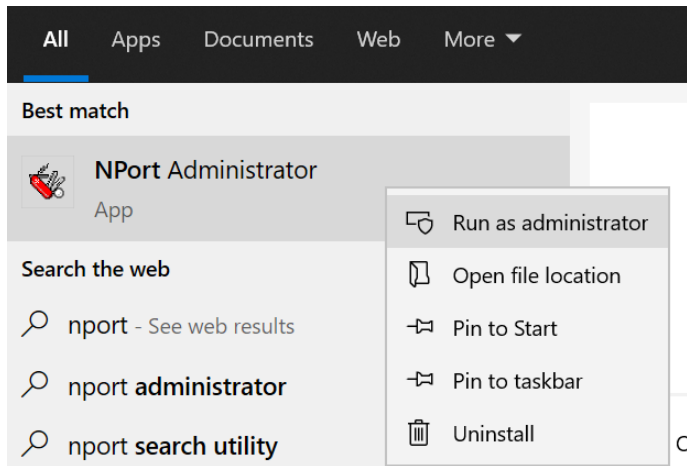 All Apps Documents Web More
Best match
NPort Administrator
App
Run as administrator
Search the web
Open file location
nport - See web results
Pin to Start
nport administrator
Pin to taskbar
nport search utility
Uninstall